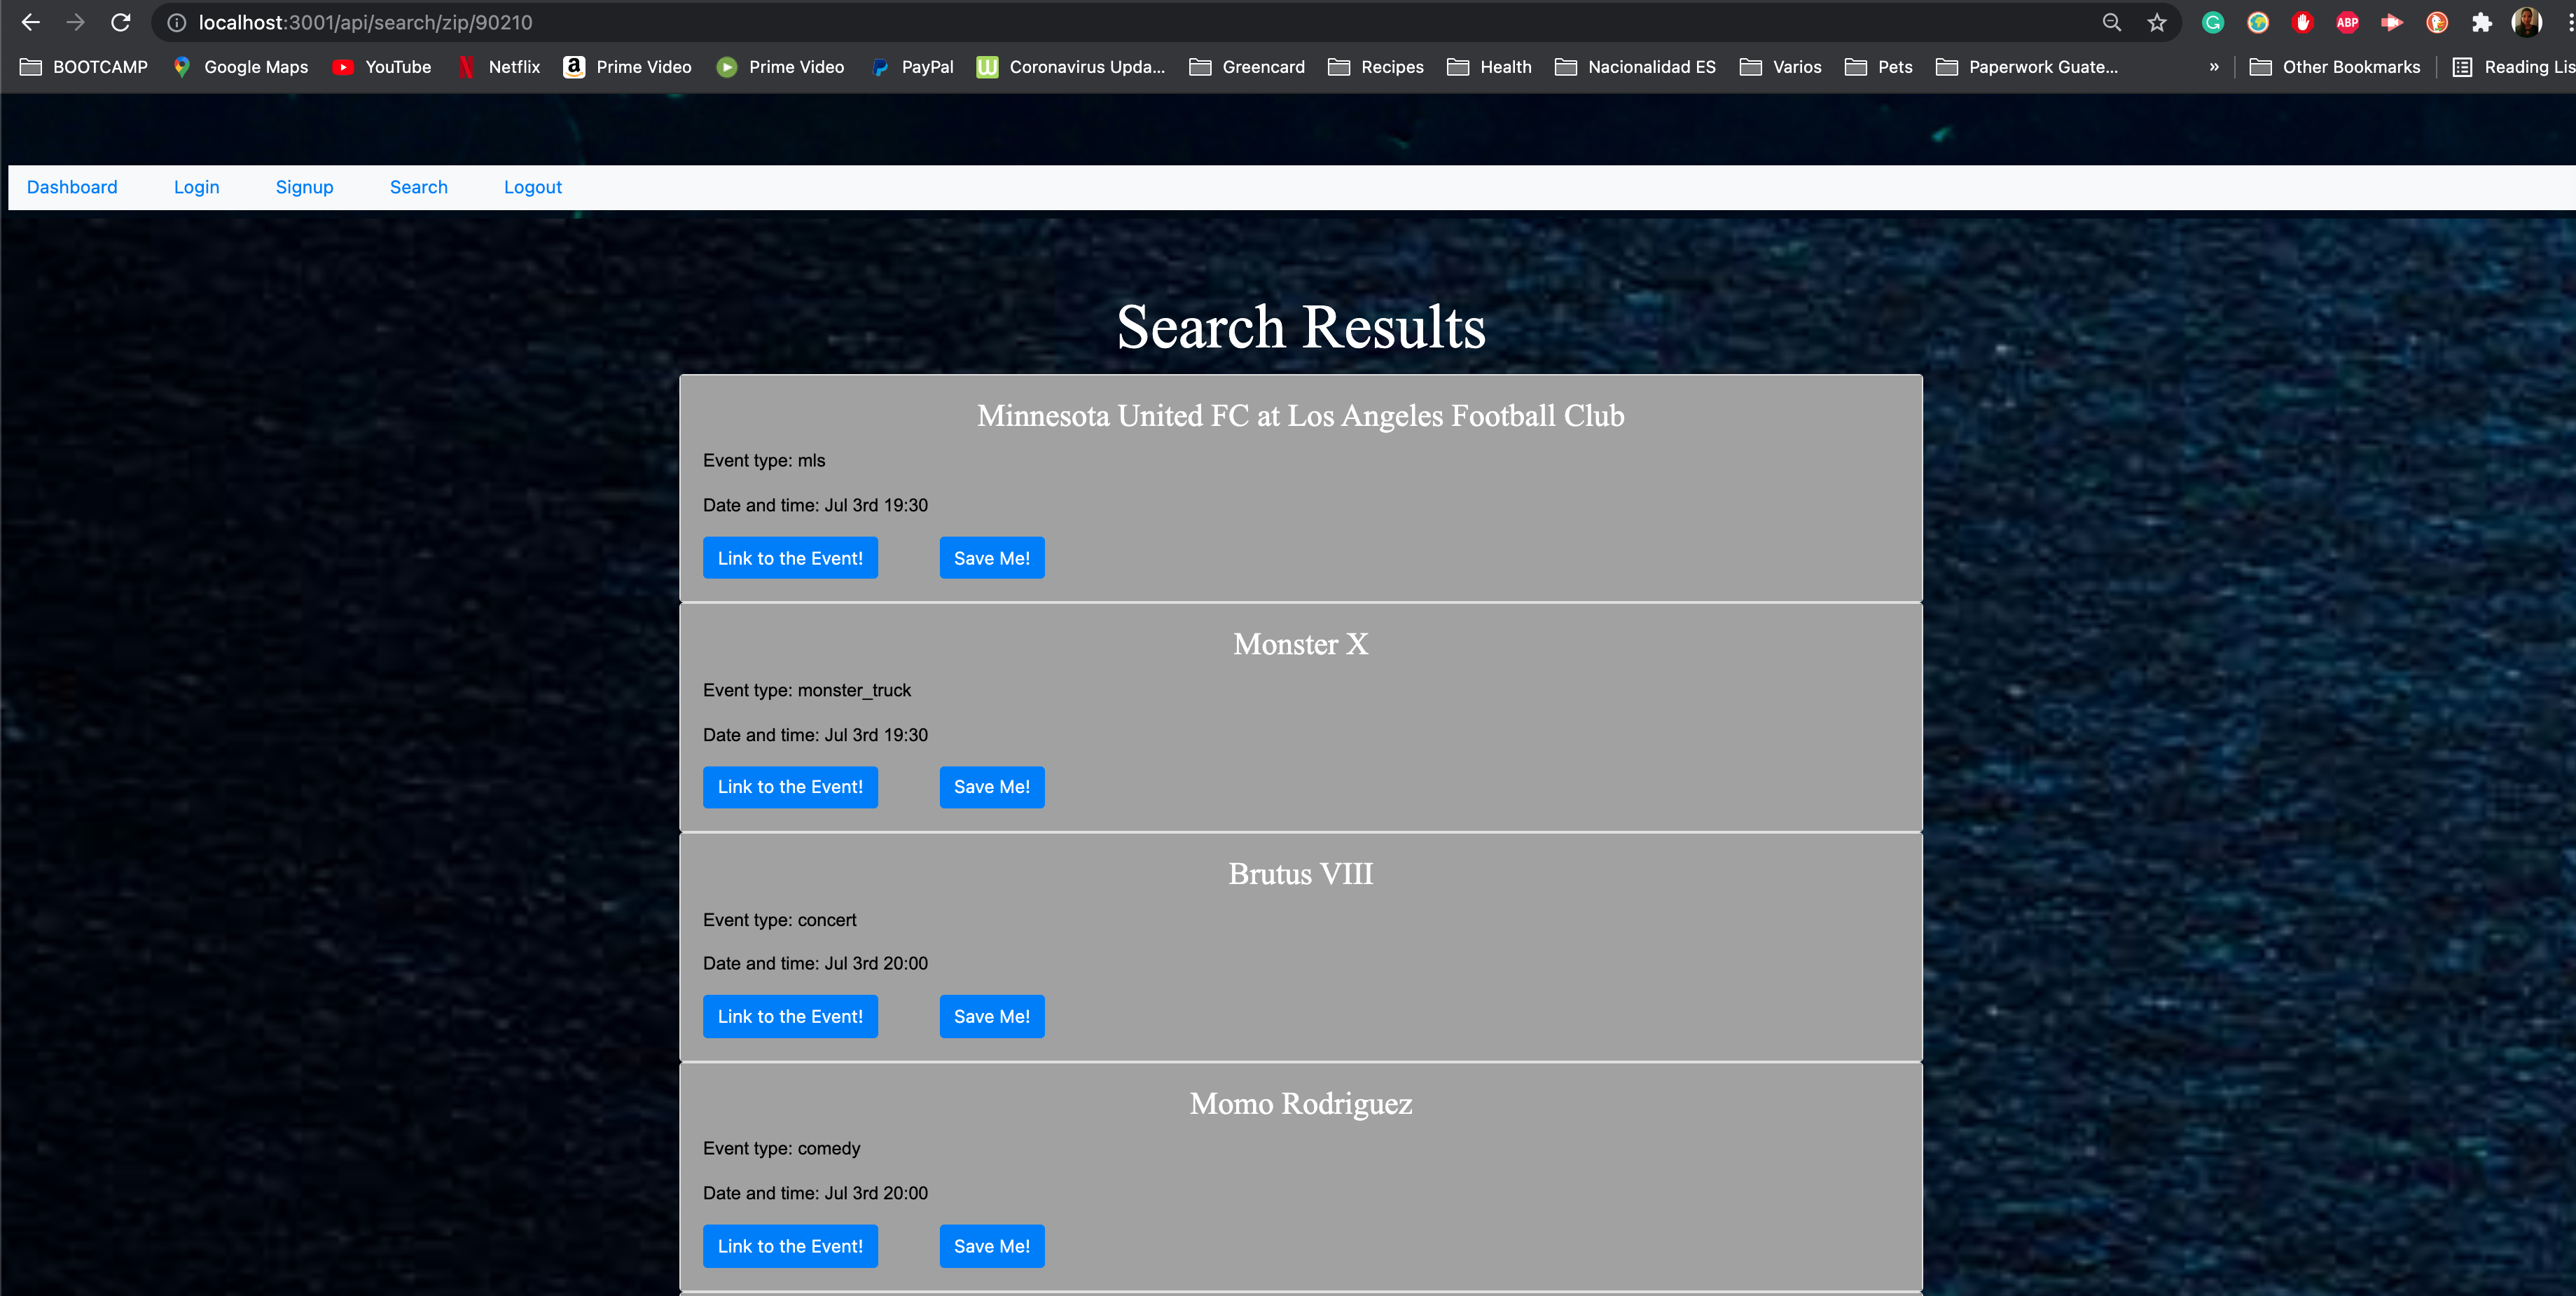 localhost:3001/api/search/zip/90210
BOOTCAMP Google Maps YouTube Netflix Prime Video Prime Video PayPal Coronavirus Upda... Greencard Recipes Health Nacionalidad ES Varios Pets Paperwork Guate... » Other Bookmarks Reading Lis
Dashboard Login Signup Search Logout
Search Results
Minnesota United FC at Los Angeles Football Club
Event type: mls
Date and time: Jul 3rd 19:30
Link to the Event! Save Me!
Monster X
Event type: monster_truck
Date and time: Jul 3rd 19:30
Link to the Event! Save Me!
Brutus VIII
Event type: concert
Date and time: Jul 3rd 20:00
Link to the Event! Save Me!
Momo Rodriguez
Event type: comedy
Date and time: Jul 3rd 20:00
Link to the Event! Save Me!